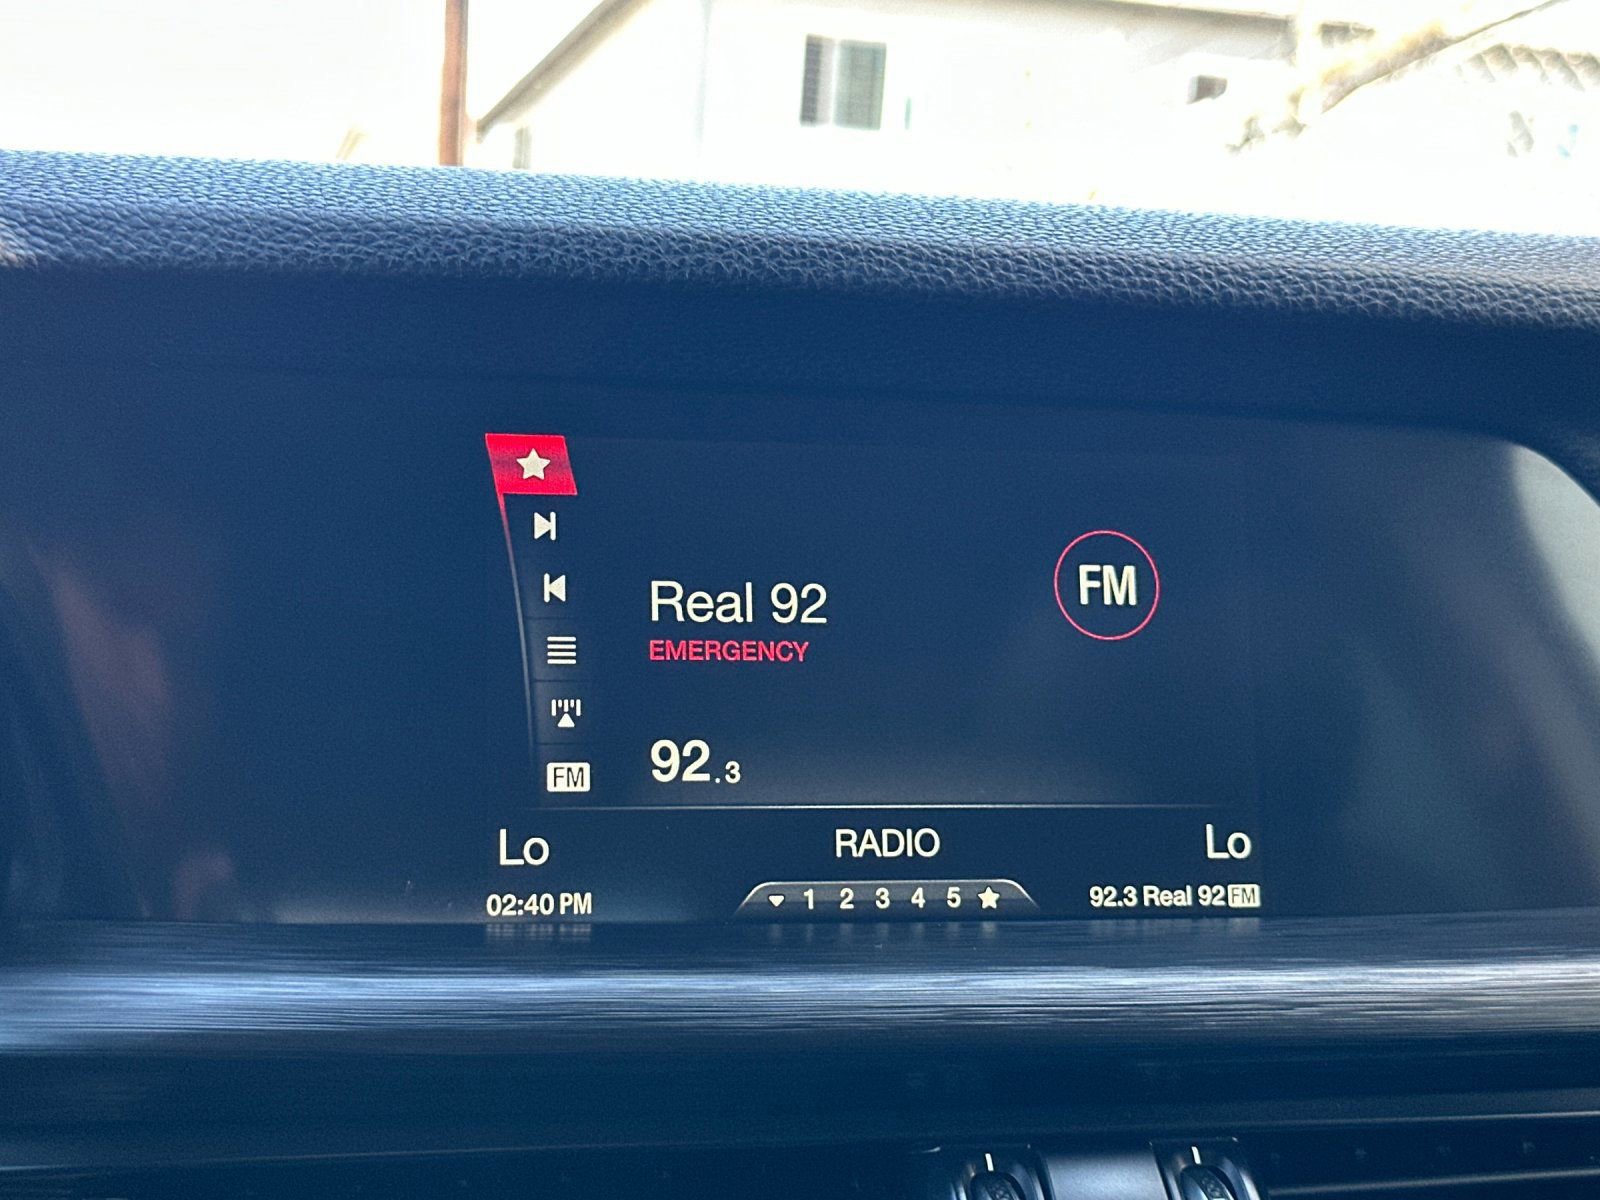 Real 92
EMERGENCY
FM
92.3
FM
Lo
RADIO
Lo
02:40 PM
1 2 3 4 5
92.3 Real 92 FM